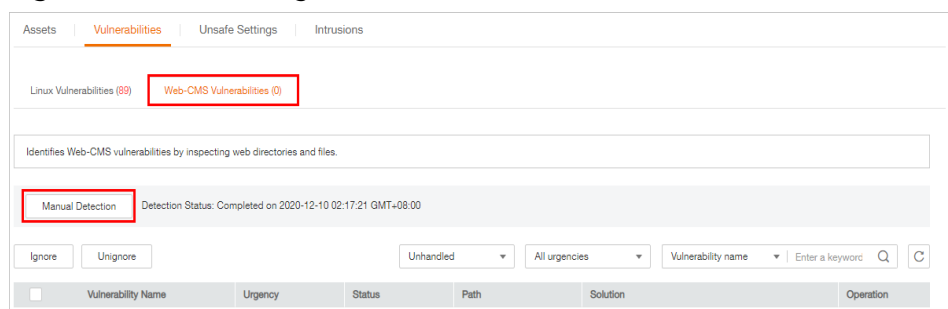 Assets Vulnerabilities Unsafe Settings Intrusions
Linux Vulnerabilities (89) Web-CMS Vulnerabilities (0)
Identifies Web-CMS vulnerabilities by inspecting web directories and files.
Manual Detection Detection Status: Completed on 2020-12-10 02:17:21 GMT+08:00
Ignore Unignore Unhandled All urgencies Vulnerability name Enter a keyword
Vulnerability Name Urgency Status Path Solution Operation